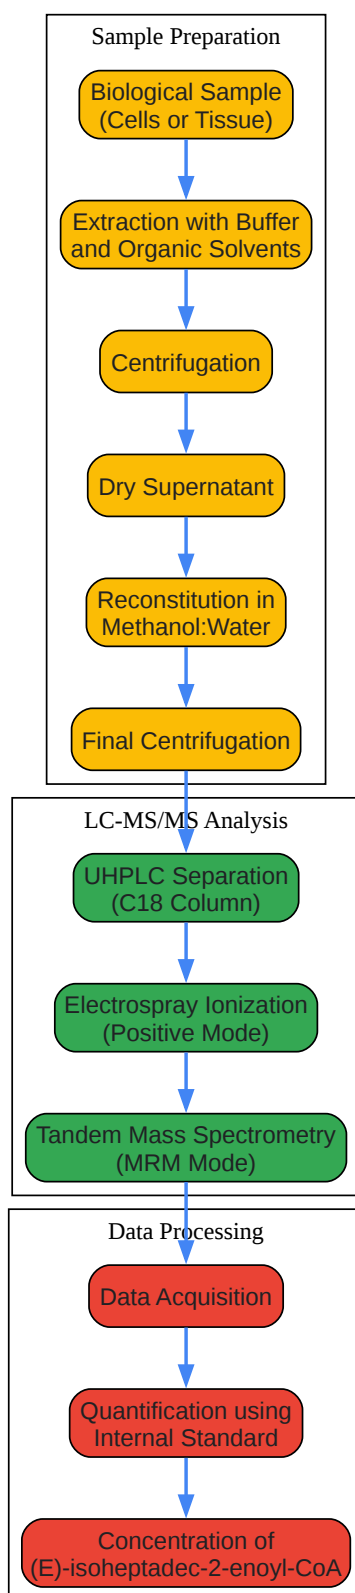 Sample Preparation
Biological Sample
(Cells or Tissue)
Extraction with Buffer
and Organic Solvents
Centrifugation
Dry Supernatant
Reconstitution in
Methanol:Water
Final Centrifugation
LC-MS/MS Analysis
UHPLC Separation
(C18 Column)
Electrospray Ionization
(Positive Mode)
Tandem Mass Spectrometry
(MRM Mode)
Data Processing
Data Acquisition
Quantification using
Internal Standard
Concentration of
(E)-isoheptadec-2-enoyl-CoA